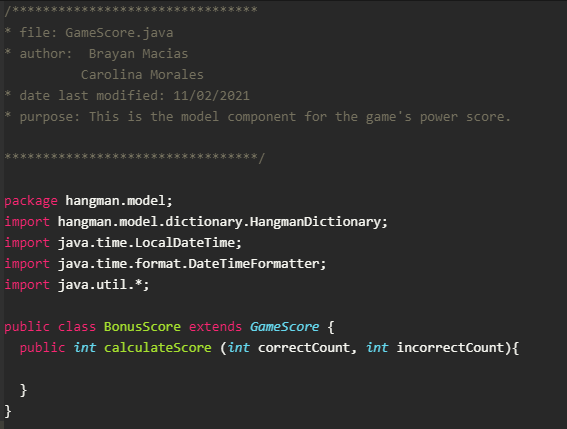 /********************************
* file: GameScore.java
* author:  Brayan Macias
          Carolina Morales
* date last modified: 11/02/2021
* purpose: This is the model component for the game's power score.
*********************************/
package hangman.model;
import hangman.model.dictionary.HangmanDictionary;
import java.time.LocalDateTime;
import java.time.format.DateTimeFormatter;
import java.util.*;
public class BonusScore extends GameScore {
  public int calculateScore (int correctCount, int incorrectCount){
  }
}